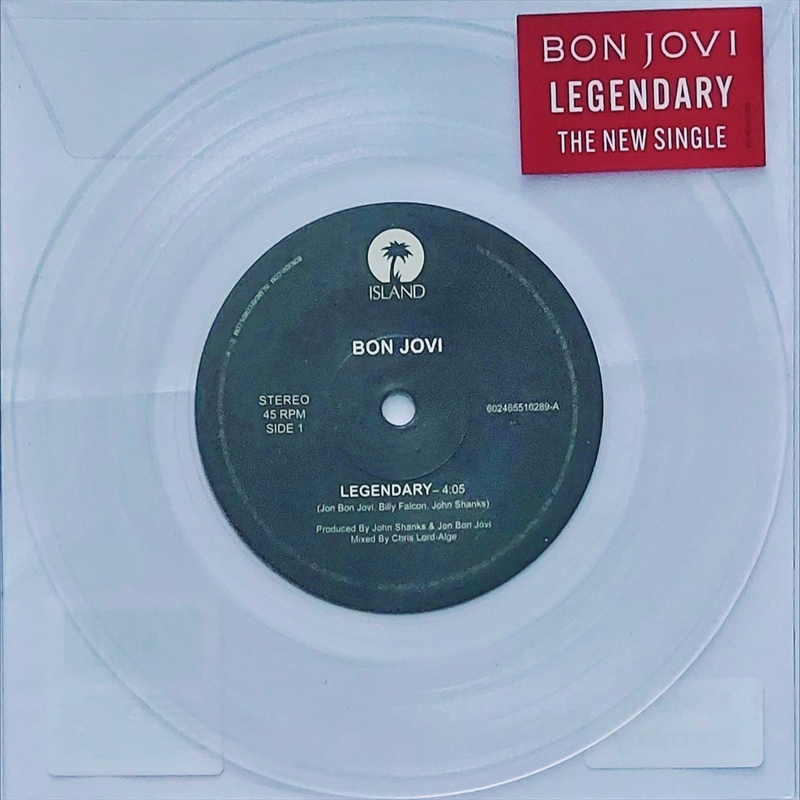 BON JOVI
LEGENDARY
THE NEW SINGLE
ISLAND
BON JOVI
STEREO
45 RPM
SIDE 1
602465516289-A
LEGENDARY– 4:05
(Jon Bon Jovi, Billy Falcon, John Shanks)
Produced By John Shanks & Jon Bon Jovi
Mixed By Chris Lord-Alge